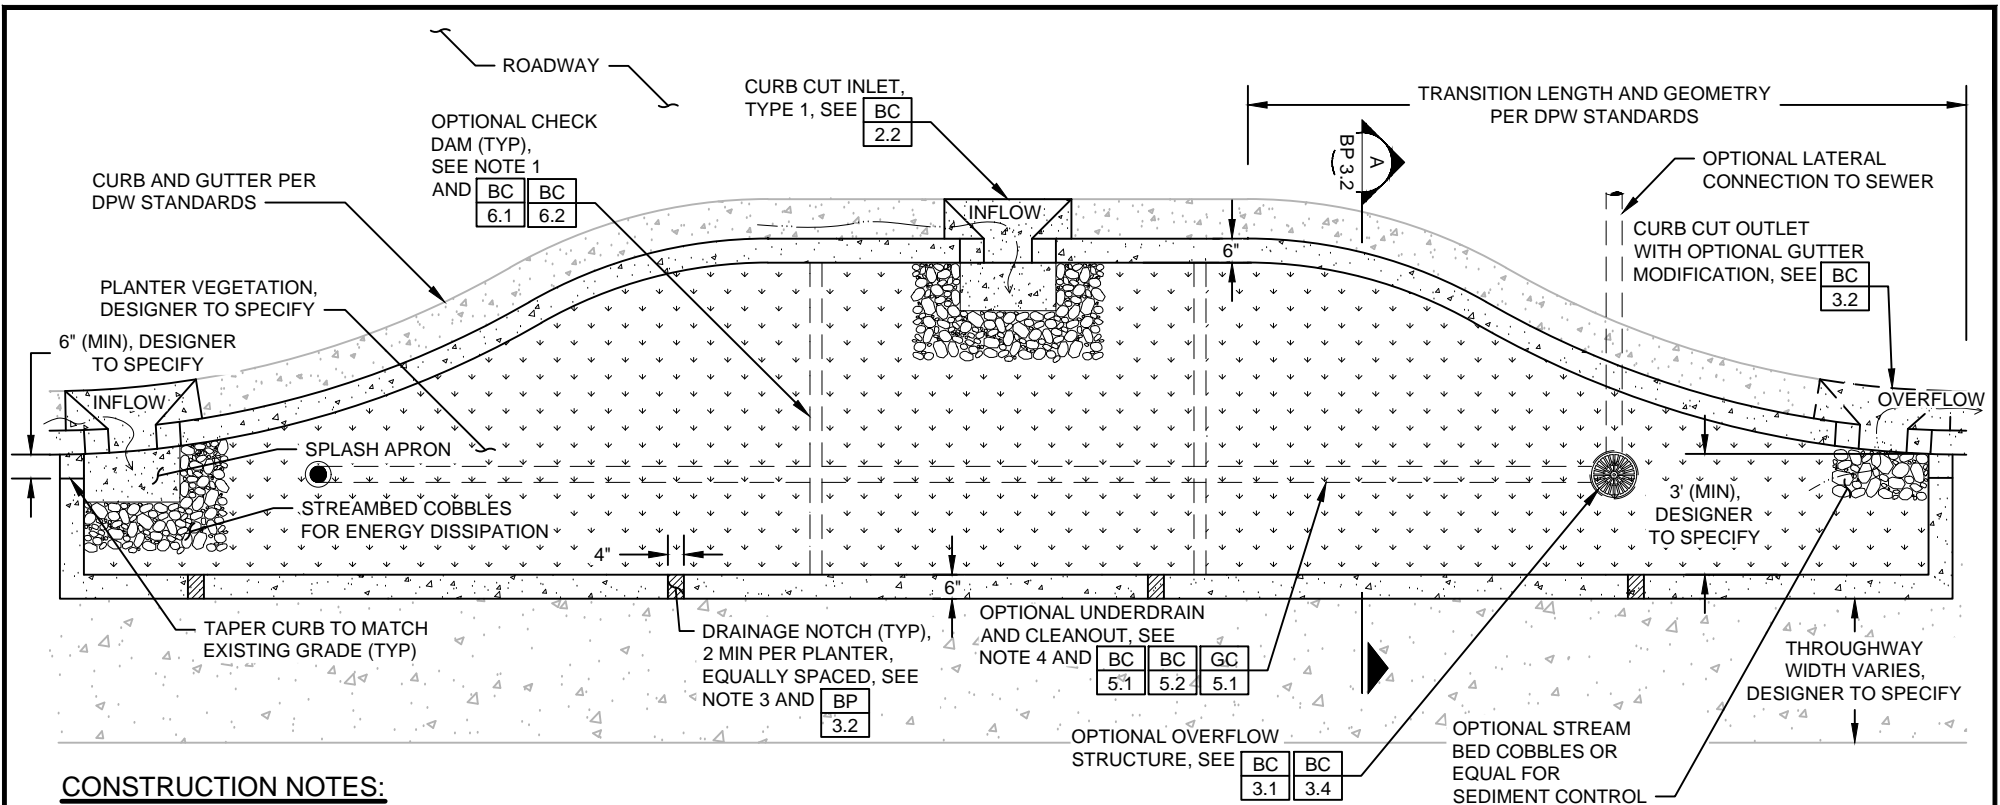 ROADWAY
CURB CUT INLET,
TYPE 1, SEE BC 2.2
TRANSITION LENGTH AND GEOMETRY
PER DPW STANDARDS
OPTIONAL CHECK
DAM (TYP),
SEE NOTE 1
AND BC 6.1 BC 6.2
A
BP 3.2
OPTIONAL LATERAL
CONNECTION TO SEWER
CURB AND GUTTER PER
DPW STANDARDS
INFLOW
CURB CUT OUTLET
WITH OPTIONAL GUTTER
MODIFICATION, SEE BC 3.2
6"
PLANTER VEGETATION,
DESIGNER TO SPECIFY
6" (MIN), DESIGNER
TO SPECIFY
INFLOW
OVERFLOW
SPLASH APRON
STREAMBED COBBLES
FOR ENERGY DISSIPATION
3' (MIN),
DESIGNER
TO SPECIFY
4"
6"
TAPER CURB TO MATCH
EXISTING GRADE (TYP)
DRAINAGE NOTCH (TYP),
2 MIN PER PLANTER,
EQUALLY SPACED, SEE
NOTE 3 AND BP 3.2
OPTIONAL UNDERDRAIN
AND CLEANOUT, SEE
NOTE 4 AND BC 5.1 BC 5.2 GC 5.1
THROUGHWAY
WIDTH VARIES,
DESIGNER TO SPECIFY
OPTIONAL OVERFLOW
STRUCTURE, SEE BC 3.1 BC 3.4
OPTIONAL STREAM
BED COBBLES OR
EQUAL FOR
SEDIMENT CONTROL
CONSTRUCTION NOTES: